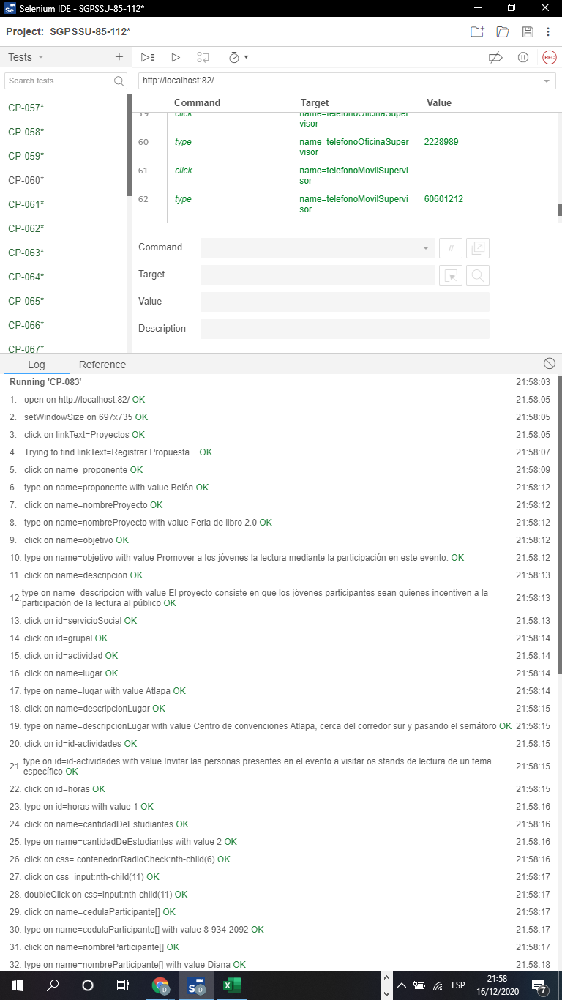 Se Selenium IDE - SGPSSU-85-112*
Project: SGPSSU-85-112*
Tests
Search tests...
http://localhost:82/
Command Target Value
CP-057*
CP-058*
CP-059*
CP-060*
CP-061*
CP-062*
CP-063*
CP-064*
CP-065*
CP-066*
CP-067*
59 click name=telefonoOficinaSuper
visor
60 type name=telefonoOficinaSuper
visor 2228989
61 click name=telefonoMovilSupervi
sor
62 type name=telefonoMovilSupervi
sor 60601212
Command //
Target
Value
Description
Log Reference
Running 'CP-083' 21:58:03
1. open on http://localhost:82/ OK 21:58:05
2. setWindowSize on 697x735 OK 21:58:05
3. click on linkText=Proyectos OK 21:58:05
4. Trying to find linkText=Registrar Propuesta... OK 21:58:07
5. click on name=proponente OK 21:58:09
6. type on name=proponente with value Belén OK 21:58:12
7. click on name=nombreProyecto OK 21:58:12
8. type on name=nombreProyecto with value Feria de libro 2.0 OK 21:58:12
9. click on name=objetivo OK 21:58:12
10. type on name=objetivo with value Promover a los jóvenes la lectura mediante la participación en este evento. OK 21:58:12
11. click on name=descripcion OK 21:58:13
12. type on name=descripcion with value El proyecto consiste en que los jóvenes participantes sean quienes incentiven a la
participación de la lectura al público OK 21:58:13
13. click on id=servicioSocial OK 21:58:13
14. click on id=grupal OK 21:58:14
15. click on id=actividad OK 21:58:14
16. click on name=lugar OK 21:58:14
17. type on name=lugar with value Atlapa OK 21:58:14
18. click on name=descripcionLugar OK 21:58:15
19. type on name=descripcionLugar with value Centro de convenciones Atlapa, cerca del corredor sur y pasando el semáforo OK 21:58:15
20. click on id=id-actividades OK 21:58:15
21. type on id=id-actividades with value Invitar las personas presentes en el evento a visitar os stands de lectura de un tema
específico OK 21:58:15
22. click on id=horas OK 21:58:15
23. type on id=horas with value 1 OK 21:58:16
24. click on name=cantidadDeEstudiantes OK 21:58:16
25. type on name=cantidadDeEstudiantes with value 2 OK 21:58:16
26. click on css=.contenedorRadioCheck:nth-child(6) OK 21:58:16
27. click on css=input:nth-child(11) OK 21:58:17
28. doubleClick on css=input:nth-child(11) OK 21:58:17
29. click on name=cedulaParticipante[] OK 21:58:17
30. type on name=cedulaParticipante[] with value 8-934-2092 OK 21:58:17
31. click on name=nombreParticipante[] OK 21:58:17
32. type on name=nombreParticipante[] with value Diana OK 21:58:18
D Se D X ESP 21:58
16/12/2020 7
REC